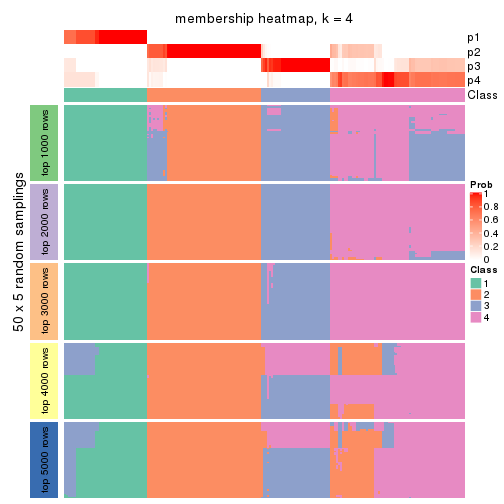 membership heatmap, k = 4
p1
p2
p3
p4
Class
50 x 5 random samplings
top 1000 rows
top 2000 rows
top 3000 rows
top 4000 rows
top 5000 rows
Prob
1
0.8
0.6
0.4
0.2
0
Class
1
2
3
4